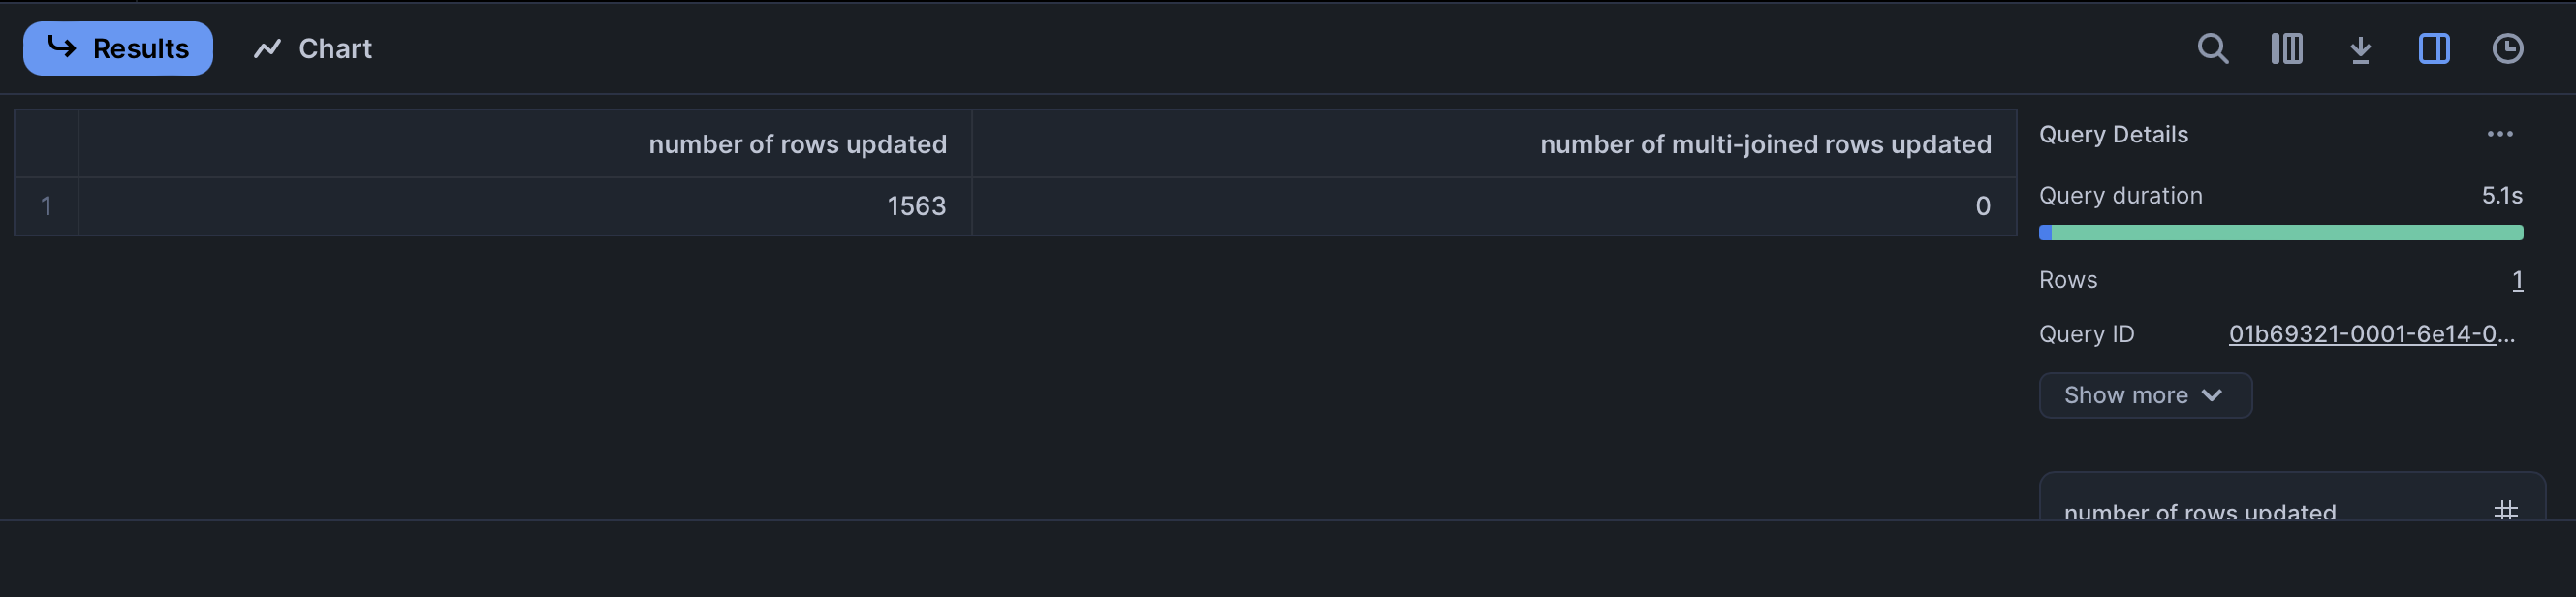 Results Chart
number of rows updated number of multi-joined rows updated
1 1563 0
Query Details ...
Query duration 5.1s
Rows 1
Query ID 01b69321-0001-6e14-0...
Show more
number of rows updated